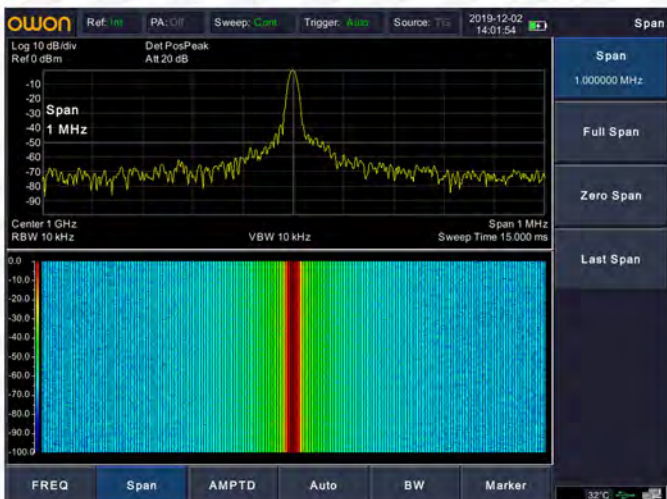 owon Ref: Int PA: Off Sweep: Cont Trigger: Auto Source: TG 2019-12-02 14:01:54 Span
Log 10 dB/div Det PosPeak
Ref 0 dBm Att 20 dB
-10
-20
-30
-40
-50
-60
-70
-80
-90
Span
1 MHz
Center 1 GHz Span 1 MHz
RBW 10 kHz VBW 10 kHz Sweep Time 15.000 ms
0.0
-10.0
-20.0
-30.0
-40.0
-50.0
-60.0
-70.0
-80.0
-90.0
-100.0
Span
1.000000 MHz
Full Span
Zero Span
Last Span
FREQ Span AMPTD Auto BW Marker
32°C